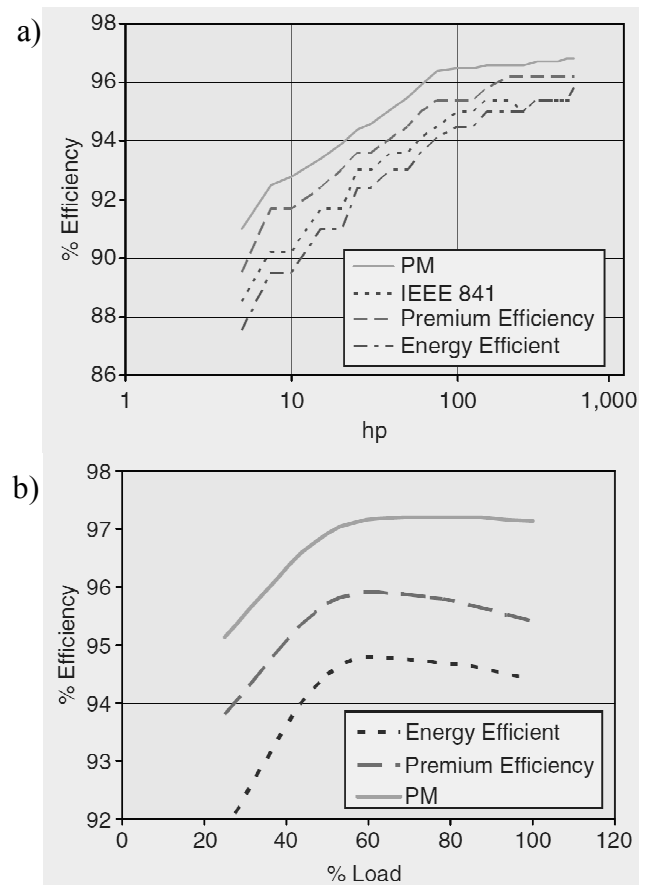 a)
98
96
94
92
90
88
86
% Efficiency
PM
IEEE 841
Premium Efficiency
Energy Efficient
1
10
100
1,000
hp
b)
98
97
96
95
94
93
92
% Efficiency
Energy Efficient
Premium Efficiency
PM
0
20
40
60
80
100
120
% Load